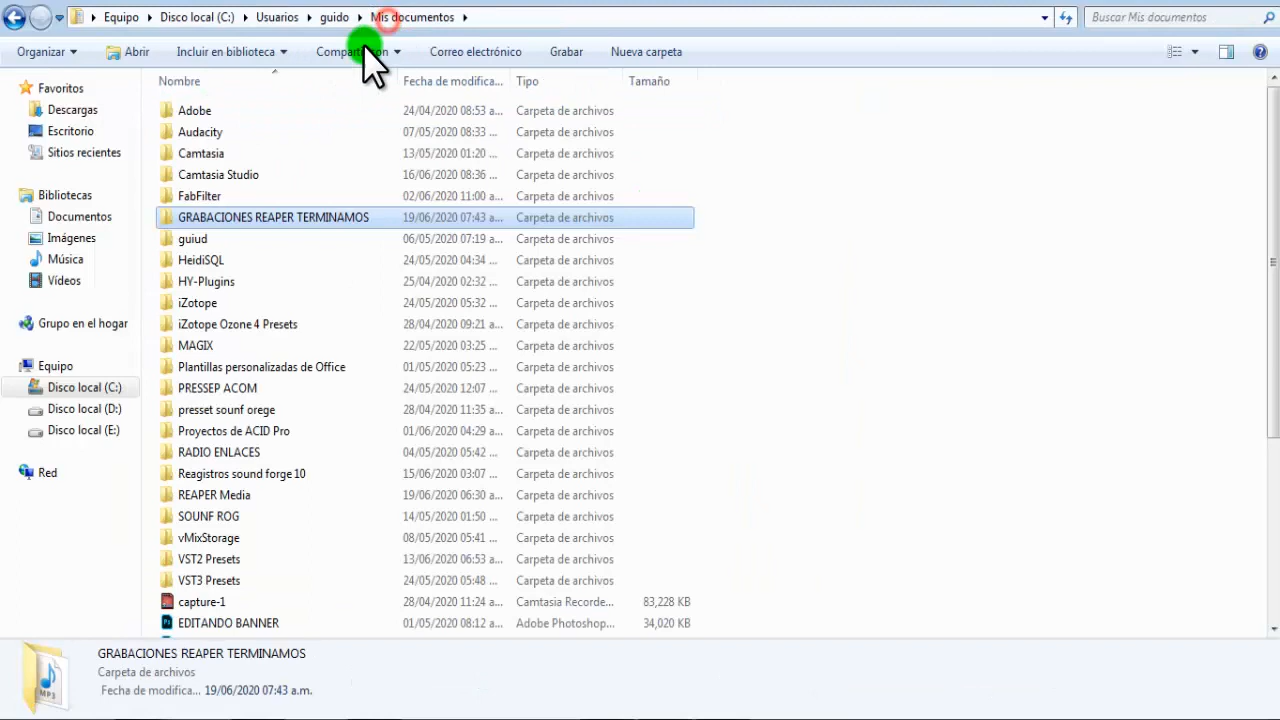 Equipo Disco local (C:) Usuarios guido Mis documentos Buscar Mis documentos
Organizar Abrir Incluir en biblioteca Compartir con Correo electrónico Grabar Nueva carpeta
Nombre Fecha de modifica... Tipo Tamaño
Favoritos
Descargas
Escritorio
Sitios recientes
Bibliotecas
Documentos
Imágenes
Música
Vídeos
Grupo en el hogar
Equipo
Disco local (C:)
Disco local (D:)
Disco local (E:)
Red
Adobe 24/04/2020 08:53 a... Carpeta de archivos
Audacity 07/05/2020 08:33 ... Carpeta de archivos
Camtasia 13/05/2020 01:20 ... Carpeta de archivos
Camtasia Studio 16/06/2020 08:36 ... Carpeta de archivos
FabFilter 02/06/2020 11:00 a... Carpeta de archivos
GRABACIONES REAPER TERMINAMOS 19/06/2020 07:43 a... Carpeta de archivos
guiud 06/05/2020 07:19 a... Carpeta de archivos
HeidiSQL 24/05/2020 04:34 ... Carpeta de archivos
HY-Plugins 25/04/2020 02:32 ... Carpeta de archivos
iZotope 24/05/2020 05:32 ... Carpeta de archivos
iZotope Ozone 4 Presets 28/04/2020 09:21 a... Carpeta de archivos
MAGIX 22/05/2020 03:25 ... Carpeta de archivos
Plantillas personalizadas de Office 01/05/2020 05:23 ... Carpeta de archivos
PRESSEP ACOM 24/05/2020 12:07 ... Carpeta de archivos
presset sounf orege 28/04/2020 11:35 a... Carpeta de archivos
Proyectos de ACID Pro 01/06/2020 04:29 a... Carpeta de archivos
RADIO ENLACES 04/05/2020 05:42 ... Carpeta de archivos
Reagistros sound forge 10 15/06/2020 03:07 ... Carpeta de archivos
REAPER Media 19/06/2020 06:30 a... Carpeta de archivos
SOUNF ROG 14/05/2020 01:50 ... Carpeta de archivos
vMixStorage 08/05/2020 05:41 ... Carpeta de archivos
VST2 Presets 13/06/2020 06:53 a... Carpeta de archivos
VST3 Presets 24/05/2020 05:48 ... Carpeta de archivos
capture-1 28/04/2020 11:24 a... Camtasia Recorde... 83,228 KB
EDITANDO BANNER 01/05/2020 08:12 a... Adobe Photoshop... 34,020 KB
GRABACIONES REAPER TERMINAMOS
Carpeta de archivos
Fecha de modifica... 19/06/2020 07:43 a.m.
MP3